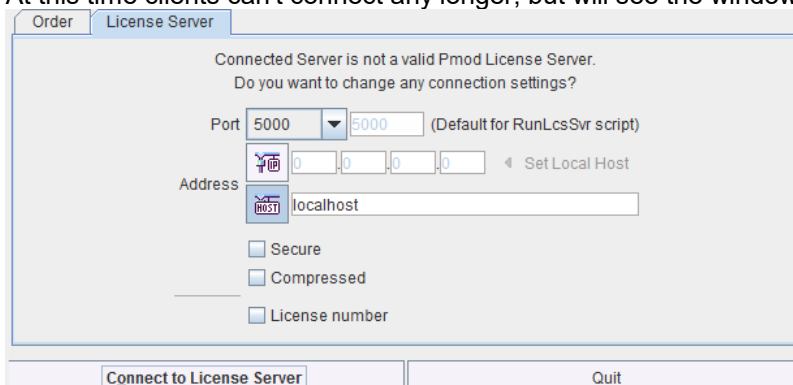 At this time clients can't connect any longer, but will see the window
Order License Server
Connected Server is not a valid Pmod License Server.
Do you want to change any connection settings?
Port 5000 5000 (Default for RunLcsSvr script)
IP 0 .0 .0 .0 Set Local Host
Address
HOST localhost
Secure
Compressed
License number
Connect to License Server Quit